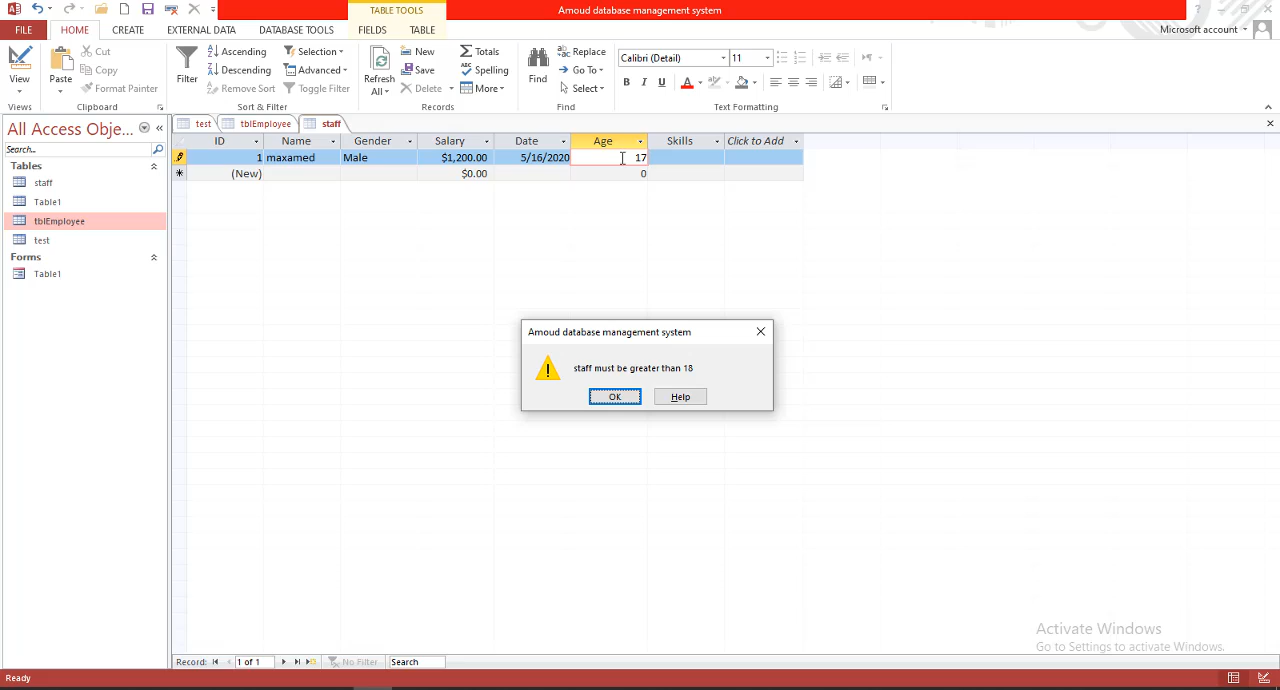 TABLE TOOLS
Amoud database management system
?
FILE
HOME
CREATE
EXTERNAL DATA
DATABASE TOOLS
FIELDS
TABLE
Microsoft account
View
Views
Paste
Cut
Copy
Format Painter
Clipboard
Filter
Ascending
Descending
Remove Sort
Selection
Advanced
Toggle Filter
Sort & Filter
Refresh
All
New
Save
Delete
Totals
Spelling
More
Records
Find
Replace
Go To
Select
Find
Calibri (Detail)
11
B I U A
Text Formatting
All Access Obje...
Search...
Tables
staff
Table1
tblEmployee
test
Forms
Table1
test
tblEmployee
staff
ID Name Gender Salary Date Age Skills Click to Add
1 maxamed Male $1,200.00 5/16/2020 17
(New) $0.00 0
Amoud database management system
staff must be greater than 18
OK
Help
Activate Windows
Go to Settings to activate Windows.
Record: 1 of 1 No Filter Search
Ready